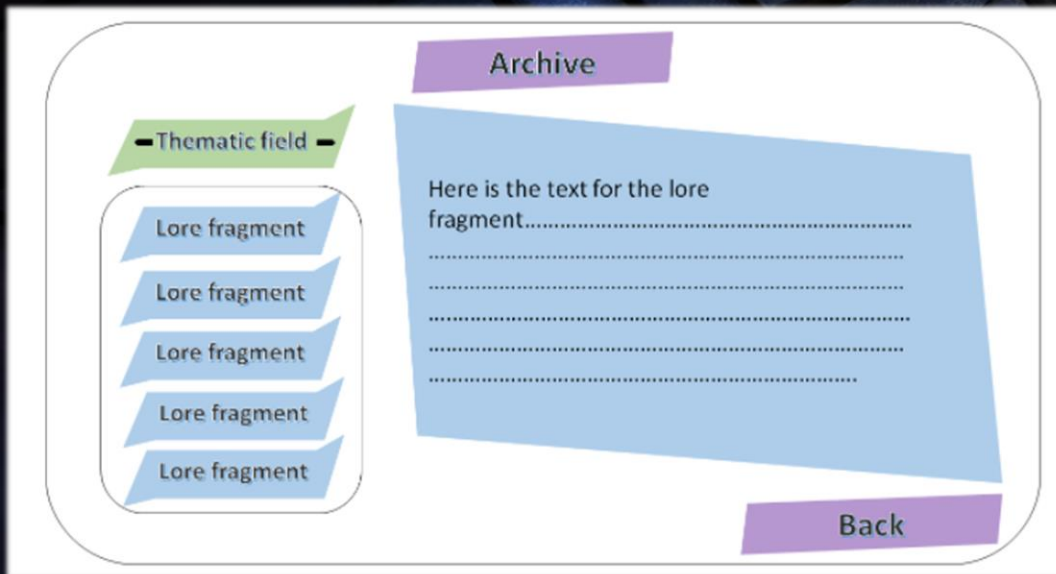 Archive
Thematic field
Lore fragment
Lore fragment
Lore fragment
Lore fragment
Lore fragment
Here is the text for the lore
fragment..................................................................
.................................................................................
.................................................................................
..................................................................................
.................................................................................
.........................................................................
Back